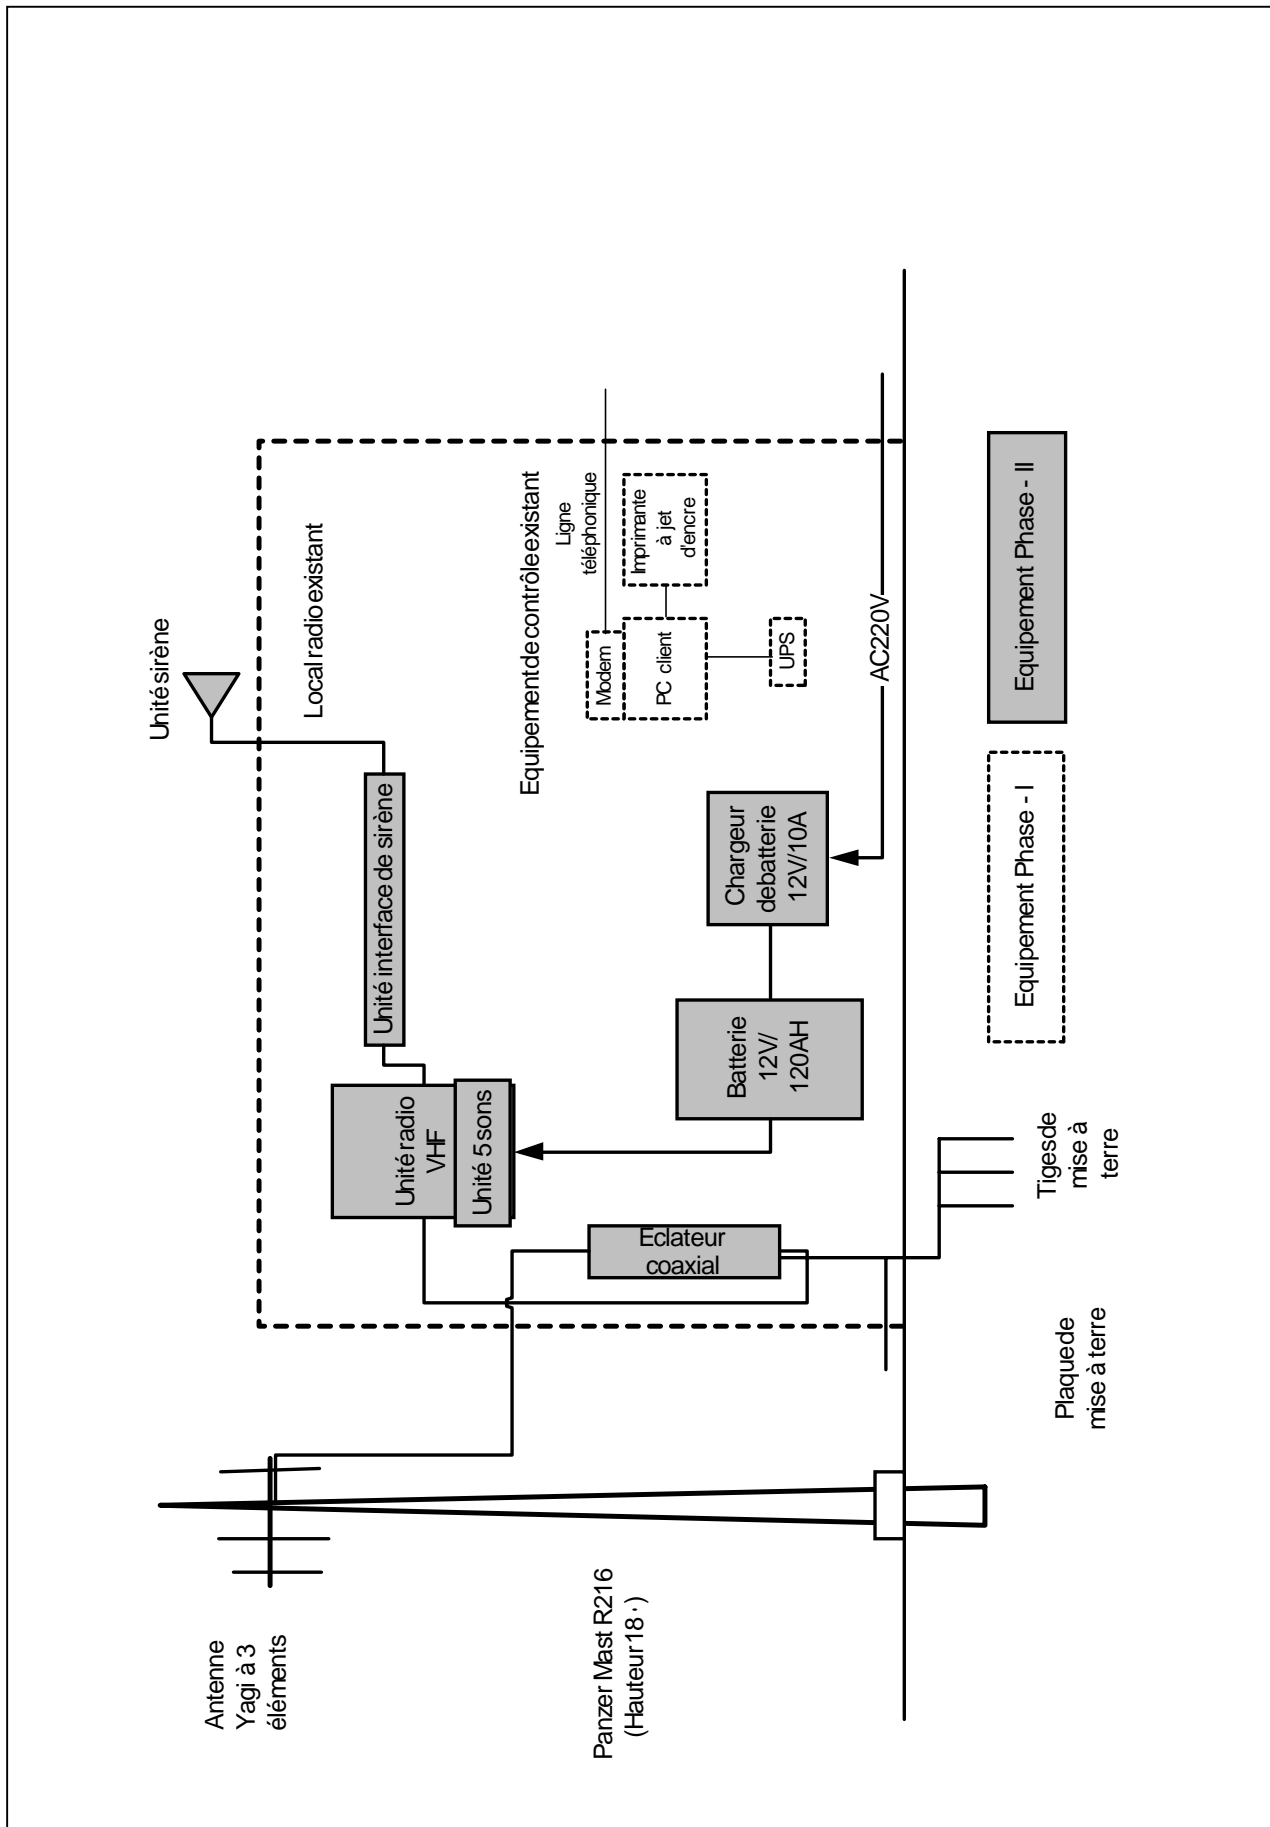 Unité sirène
Local radio existant
Unité interface de sirène
Unité radio
VHF
Unité 5 sons
Antenne
Yagi à 3
éléments
Equipement de contrôle existant
Ligne
téléphonique
Modem
PC client
Imprimante
à jet
d'encre
UPS
Eclateur
coaxial
Batterie
12V/
120AH
Chargeur
de batterie
12V/10A
AC220V
Panzer Mast R216
(Hauteur 18 · )
Plaque de
mise à terre
Tiges de
mise à
terre
Equipement Phase - I
Equipement Phase - II